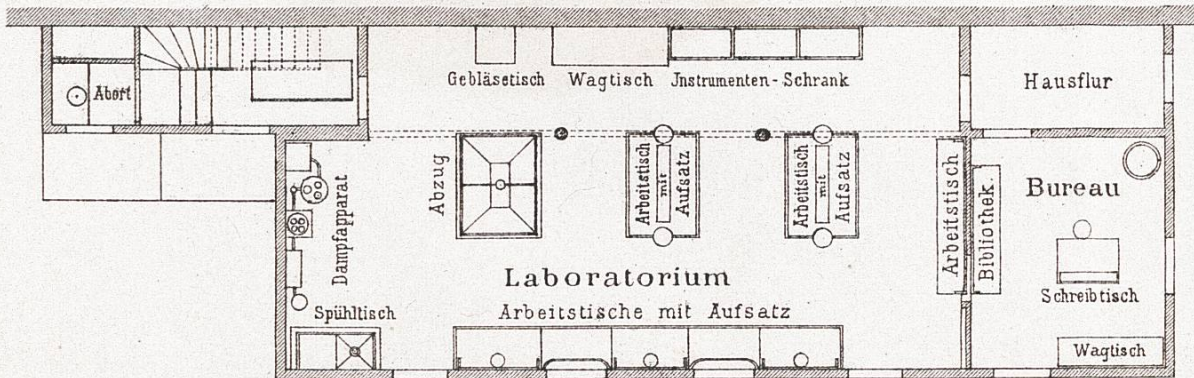 Abort
Gebläsetisch
Wagtisch
Jnstrumenten-Schrank
Hausflur
Abzug
Arbeitstisch
mit
Aufsatz
Arbeitstisch
mit
Aufsatz
Arbeitstisch
Bibliothek.
Bureau
Dampfapparat
Laboratorium
Schreibtisch
Spühltisch
Arbeitstische mit Aufsatz
Wagtisch